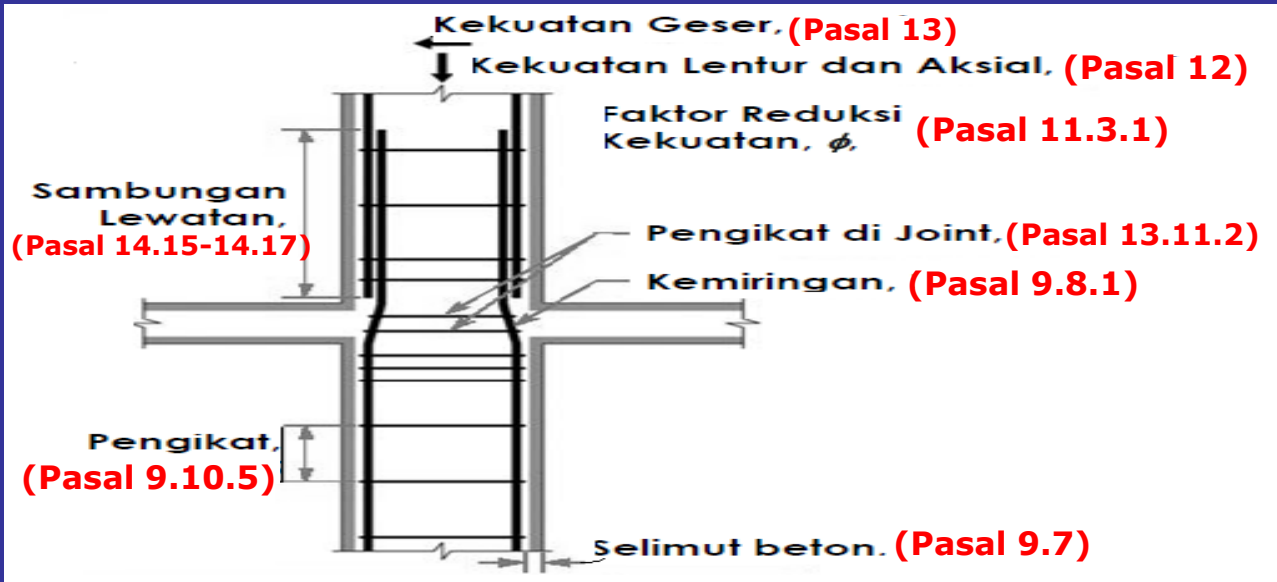 Kekuatan Geser, (Pasal 13)
Kekuatan Lentur dan Aksial, (Pasal 12)
Faktor Reduksi
Kekuatan, ϕ, (Pasal 11.3.1)
Sambungan
Lewatan,
(Pasal 14.15-14.17)
Pengikat di Joint, (Pasal 13.11.2)
Kemiringan, (Pasal 9.8.1)
Pengikat,
(Pasal 9.10.5)
Selimut beton. (Pasal 9.7)